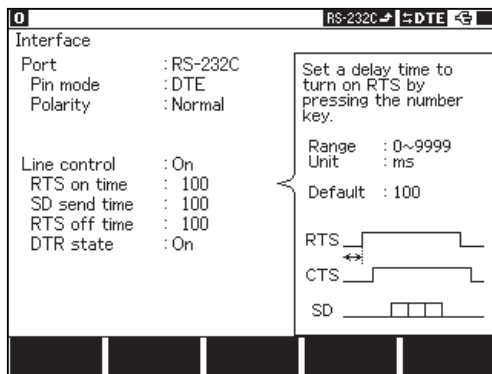 0
RS-232C DTE
Interface
Port :RS-232C
Pin mode :DTE
Polarity :Normal
Line control :On
RTS on time : 100
SD send time : 100
RTS off time : 100
DTR state :On
Set a delay time to
turn on RTS by
pressing the number
key.
Range : 0~9999
Unit : ms
Default : 100
RTS
CTS
SD